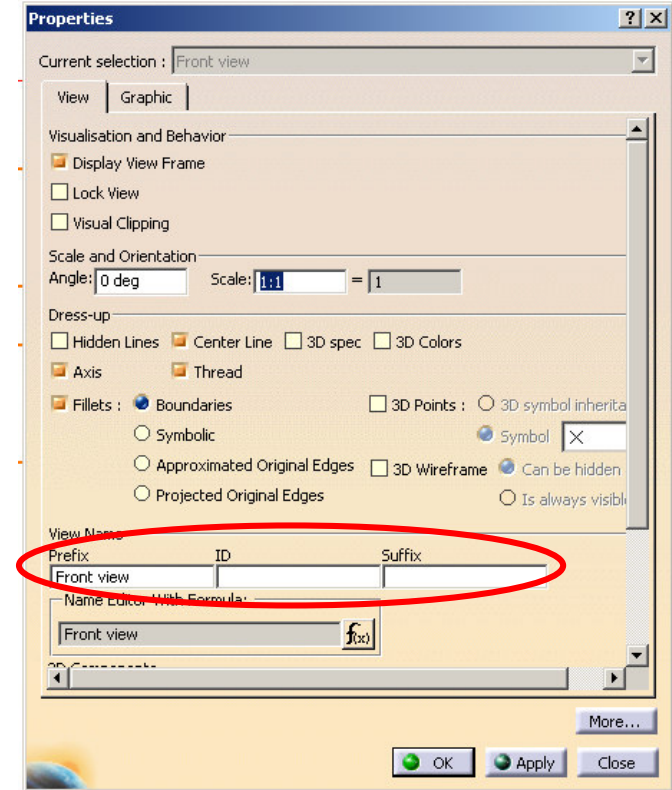 Properties
Current selection : Front view
View Graphic
Visualisation and Behavior
Display View Frame
Lock View
Visual Clipping
Scale and Orientation
Angle: 0 deg Scale: 1:1 = 1
Dress-up
Hidden Lines Center Line 3D spec 3D Colors
Axis Thread
Fillets : Boundaries 3D Points : 3D symbol inherita
Symbolic Symbol
Approximated Original Edges 3D Wireframe Can be hidden
Projected Original Edges Is always visibl
View Name
Prefix ID Suffix
Front view
Name Editor With Formula:
Front view f(x)
More...
OK Apply Close